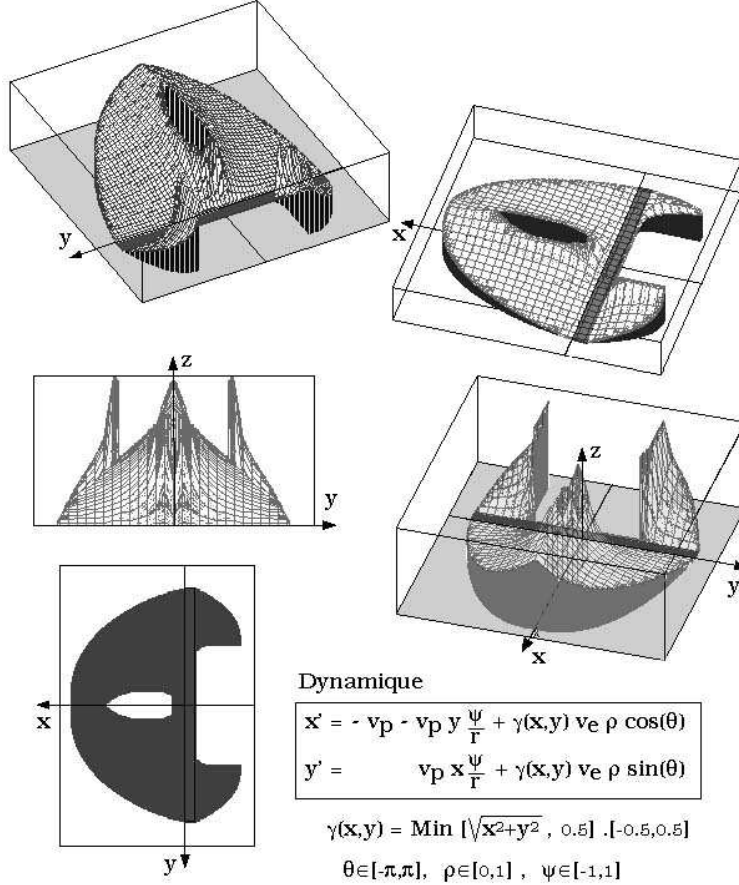 y
x
z
y
z
y
x
x
y
Dynamique
x' = - vp - vp y ψ/r + γ(x,y) ve ρ cos(θ)
y' = vp x ψ/r + γ(x,y) ve ρ sin(θ)
γ(x,y) = Min [√x²+y² , 0.5] .[-0.5,0.5]
θ∈[-π,π], ρ∈[0,1] , ψ∈[-1,1]